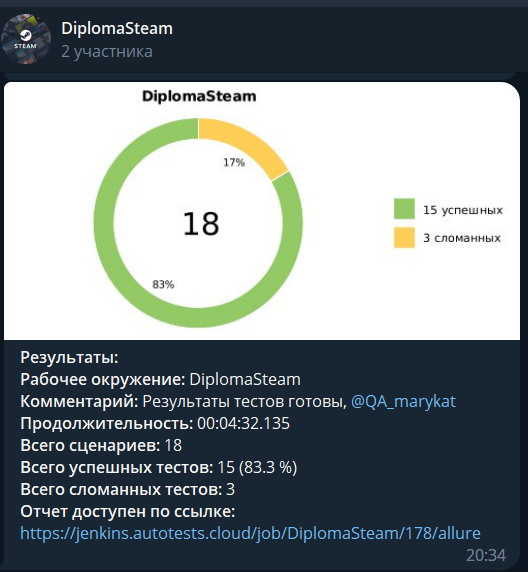 DiplomaSteam
STEAM
2 участника
DiplomaSteam
17%
18
83%
15 успешных
3 сломанных
Результаты:
Рабочее окружение: DiplomaSteam
Комментарий: Результаты тестов готовы, @QA_marykat
Продолжительность: 00:04:32.135
Всего сценариев: 18
Всего успешных тестов: 15 (83.3 %)
Всего сломанных тестов: 3
Отчет доступен по ссылке:
https://jenkins.autotests.cloud/job/DiplomaSteam/178/allure
20:34